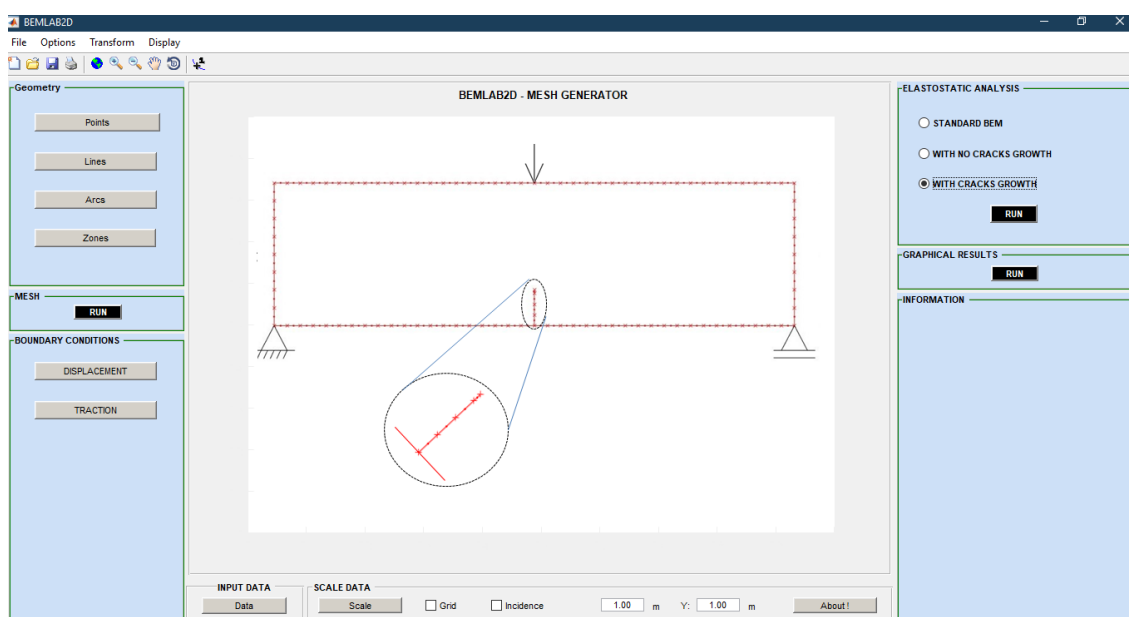 BEMLAB2D
File Options Transform Display
Geometry
Points
Lines
Arcs
Zones
MESH
RUN
BOUNDARY CONDITIONS
DISPLACEMENT
TRACTION
BEMLAB2D - MESH GENERATOR
INPUT DATA
Data
SCALE DATA
Scale
Grid
Incidence
1.00 m Y: 1.00 m
About !
ELASTOSTATIC ANALYSIS
STANDARD BEM
WITH NO CRACKS GROWTH
WITH CRACKS GROWTH
RUN
GRAPHICAL RESULTS
RUN
INFORMATION